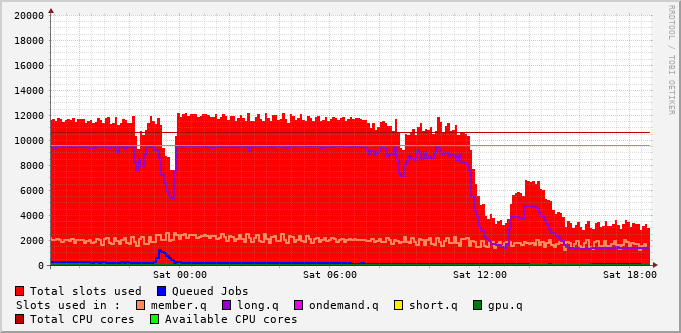 RRDTOOL / TOBI OETIKER
20000
18000
16000
14000
12000
10000
8000
6000
4000
2000
0
Sat 00:00 Sat 06:00 Sat 12:00 Sat 18:00
Total slots used Queued Jobs
Slots used in : member.q long.q ondemand.q short.q gpu.q
Total CPU cores Available CPU cores